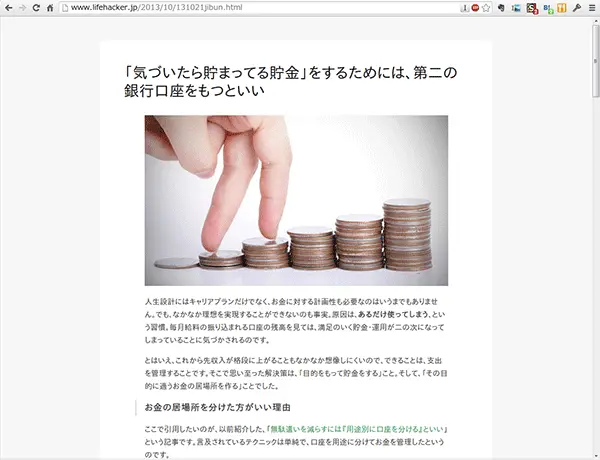 www.lifehacker.jp/2013/10/131021jibun.html
「気づいたら貯まってる貯金」をするためには、第二の
銀行口座をもつといい
人生設計にはキャリアプランだけでなく、お金に対する計画性も必要なのはいうまでもありませ
ん。でも、なかなか理想を実現することができないのも事実。原因は、あるだけ使ってしまう、とい
う習慣。毎月給料の振り込まれる口座の残高を見ては、満足のいく貯金・運用が二の次になって
しまっていることに気づかされるのです。
とはいえ、これから先収入が格段に上がることもなかなか想像しにくいので、できることは、支出
を管理することです。そこで思い至った解決策は、「目的をもって貯金をする」こと。そして、「その目
的に適うお金の居場所を作る」ことでした。
お金の居場所を分けた方がいい理由
ここで引用したいのが、以前紹介した、「無駄遣いを減らすには『用途別に口座を分ける』といい」
という記事です。言及されているテクニックは単純で、口座を用途に分けてお金を管理したという
のです。